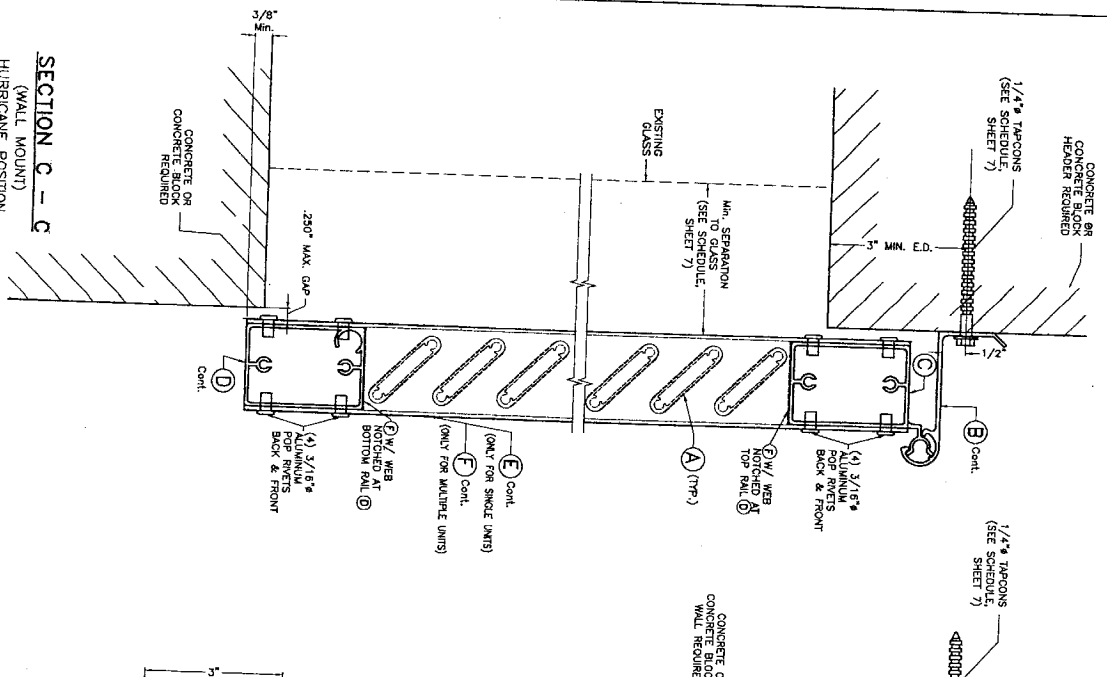 3/8"
Min.
SECTION C - C
(WALL MOUNT)
HURRICANE POSITION
CONCRETE OR
CONCRETE BLOCK
REQUIRED
.250" MAX. GAP
EXISTING
GLASS
Min. SEPARATION
TO GLASS
(SEE SCHEDULE,
SHEET 7)
1/4"ø TAPCONS
(SEE SCHEDULE,
SHEET 7)
CONCRETE OR
CONCRETE BLOCK
HEADER REQUIRED
3" MIN. E.D.
1/2"
C
B Cont.
(4) 3/16"ø
ALUMINUM
POP RIVETS
BACK & FRONT
F W/ WEB
NOTCHED AT
TOP RAIL D
A (TYP.)
E Cont.
(ONLY FOR SINGLE UNITS)
F Cont.
(ONLY FOR MULTIPLE UNITS)
F W/ WEB
NOTCHED AT
BOTTOM RAIL D
(4) 3/16"ø
ALUMINUM
POP RIVETS
BACK & FRONT
D
Cont.
1/4"ø TAPCONS
(SEE SCHEDULE,
SHEET 7)
CONCRETE
CONCRETE BLOC
WALL REQUIRE
3"